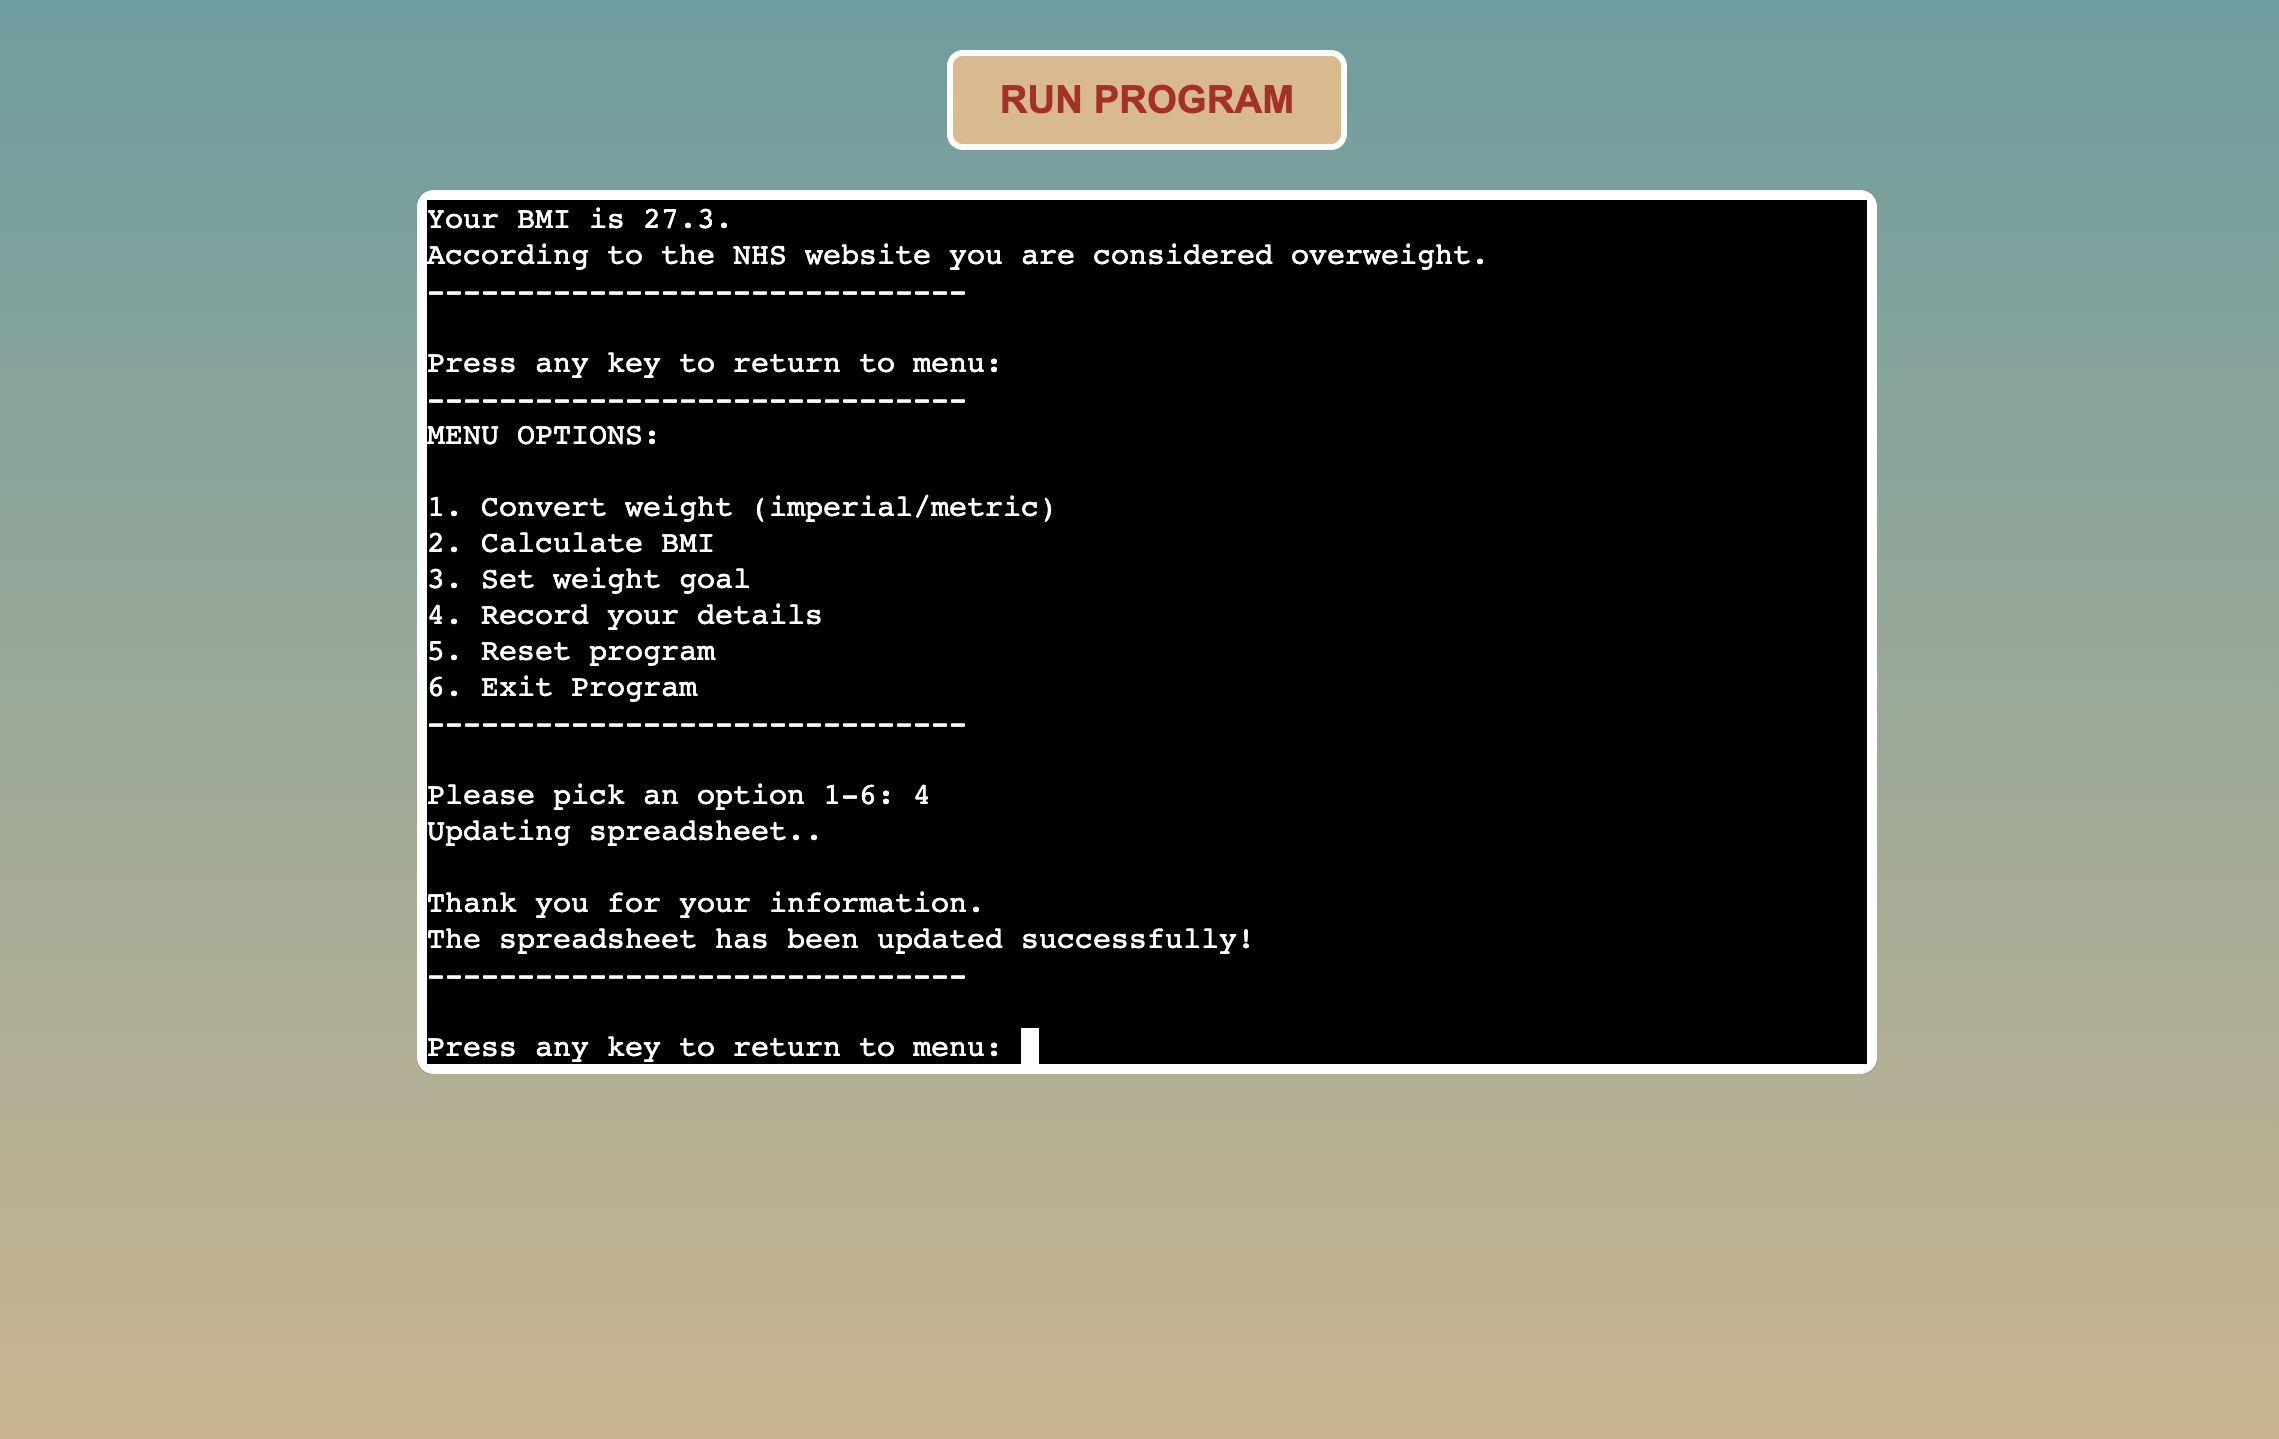 RUN PROGRAM
Your BMI is 27.3.
According to the NHS website you are considered overweight.
------------------------------
Press any key to return to menu:
------------------------------
MENU OPTIONS:
1. Convert weight (imperial/metric)
2. Calculate BMI
3. Set weight goal
4. Record your details
5. Reset program
6. Exit Program
------------------------------
Please pick an option 1-6: 4
Updating spreadsheet..
Thank you for your information.
The spreadsheet has been updated successfully!
------------------------------
Press any key to return to menu: